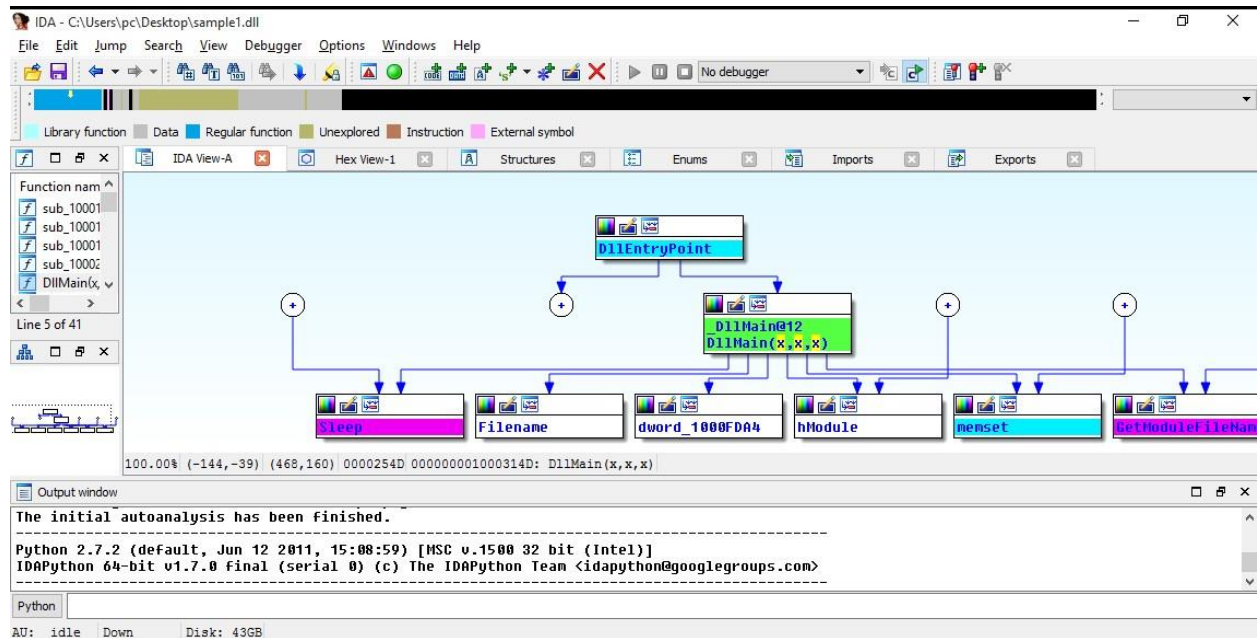 IDA - C:\Users\pc\Desktop\sample1.dll
File Edit Jump Search View Debugger Options Windows Help
No debugger
Library function Data Regular function Unexplored Instruction External symbol
IDA View-A Hex View-1 Structures Enums Imports Exports
Function nam
sub_10001
sub_10001
sub_10001
sub_10002
DllMain(x,
Line 5 of 41
DllEntryPoint
_DllMain@12
DllMain(x,x,x)
Sleep
Filename
dword_1000FDA4
hModule
memset
GetModuleFileNam
100.00% (-144,-39) (468,160) 0000254D 000000001000314D: DllMain(x,x,x)
Output window
The initial autoanalysis has been finished.
Python 2.7.2 (default, Jun 12 2011, 15:08:59) [MSC v.1500 32 bit (Intel)]
IDAPython 64-bit v1.7.0 final (serial 0) (c) The IDAPython Team <idapython@googlegroups.com>
Python
AU: idle Down Disk: 43GB